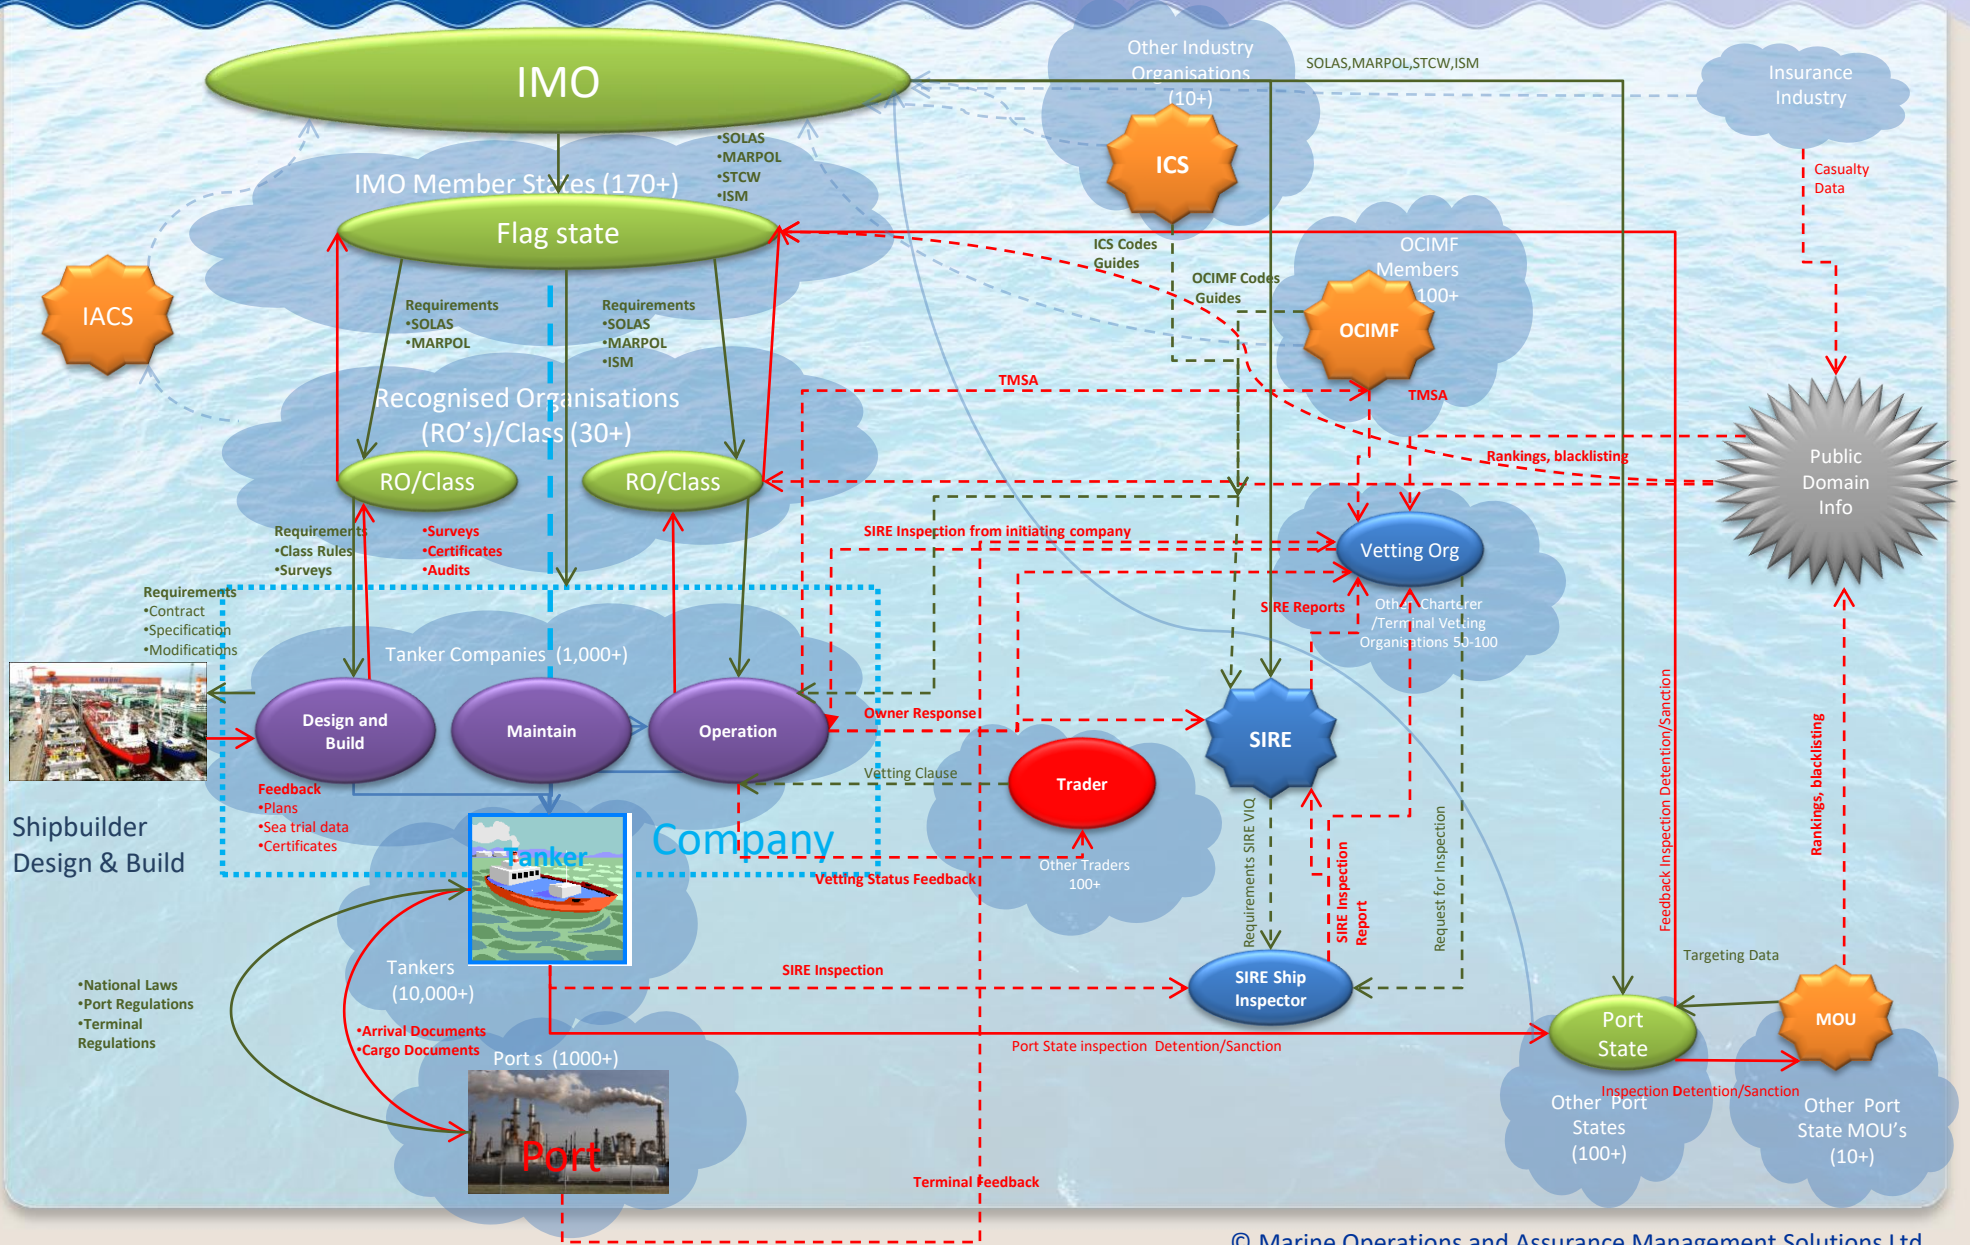 IMO
Other Industry
Organisations
(10+)
SOLAS,MARPOL,STCW,ISM
Insurance
Industry
ICS
•SOLAS
•MARPOL
•STCW
•ISM
IMO Member States (170+)
Casualty
Data
Flag state
ICS Codes
Guides
OCIMF
Members
100+
OCIMF Codes
Guides
IACS
OCIMF
Requirements
•SOLAS
•MARPOL
Requirements
•SOLAS
•MARPOL
•ISM
TMSA
TMSA
Recognised Organisations
(RO's)/Class (30+)
RO/Class
RO/Class
Rankings, blacklisting
Public
Domain
Info
Requirements
•Class Rules
•Surveys
•Surveys
•Certificates
•Audits
SIRE Inspection from initiating company
Vetting Org
Requirements
•Contract
•Specification
•Modifications
SIRE Reports
Other Charterer
/Terminal Vetting
Organisations 50-100
Tanker Companies (1,000+)
SAMSUNG
Design and
Build
Maintain
Operation
Owner Response
SIRE
Feedback Inspection Detention/Sanction
Rankings, blacklisting
Vetting Clause
Trader
Feedback
•Plans
•Sea trial data
•Certificates
Shipbuilder
Design & Build
Tanker
Company
Vetting Status Feedback
Other Traders
100+
Requirements SIRE VIQ
SIRE Inspection
Report
Request for Inspection
Targeting Data
Tankers
(10,000+)
SIRE Inspection
SIRE Ship
Inspector
•National Laws
•Port Regulations
•Terminal
Regulations
•Arrival Documents
•Cargo Documents
Port State inspection Detention/Sanction
Port
State
MOU
Port s (1000+)
Inspection Detention/Sanction
Other Port
States
(100+)
Other Port
State MOU's
(10+)
Port
Terminal Feedback
© Marine Operations and Assurance Management Solutions Ltd